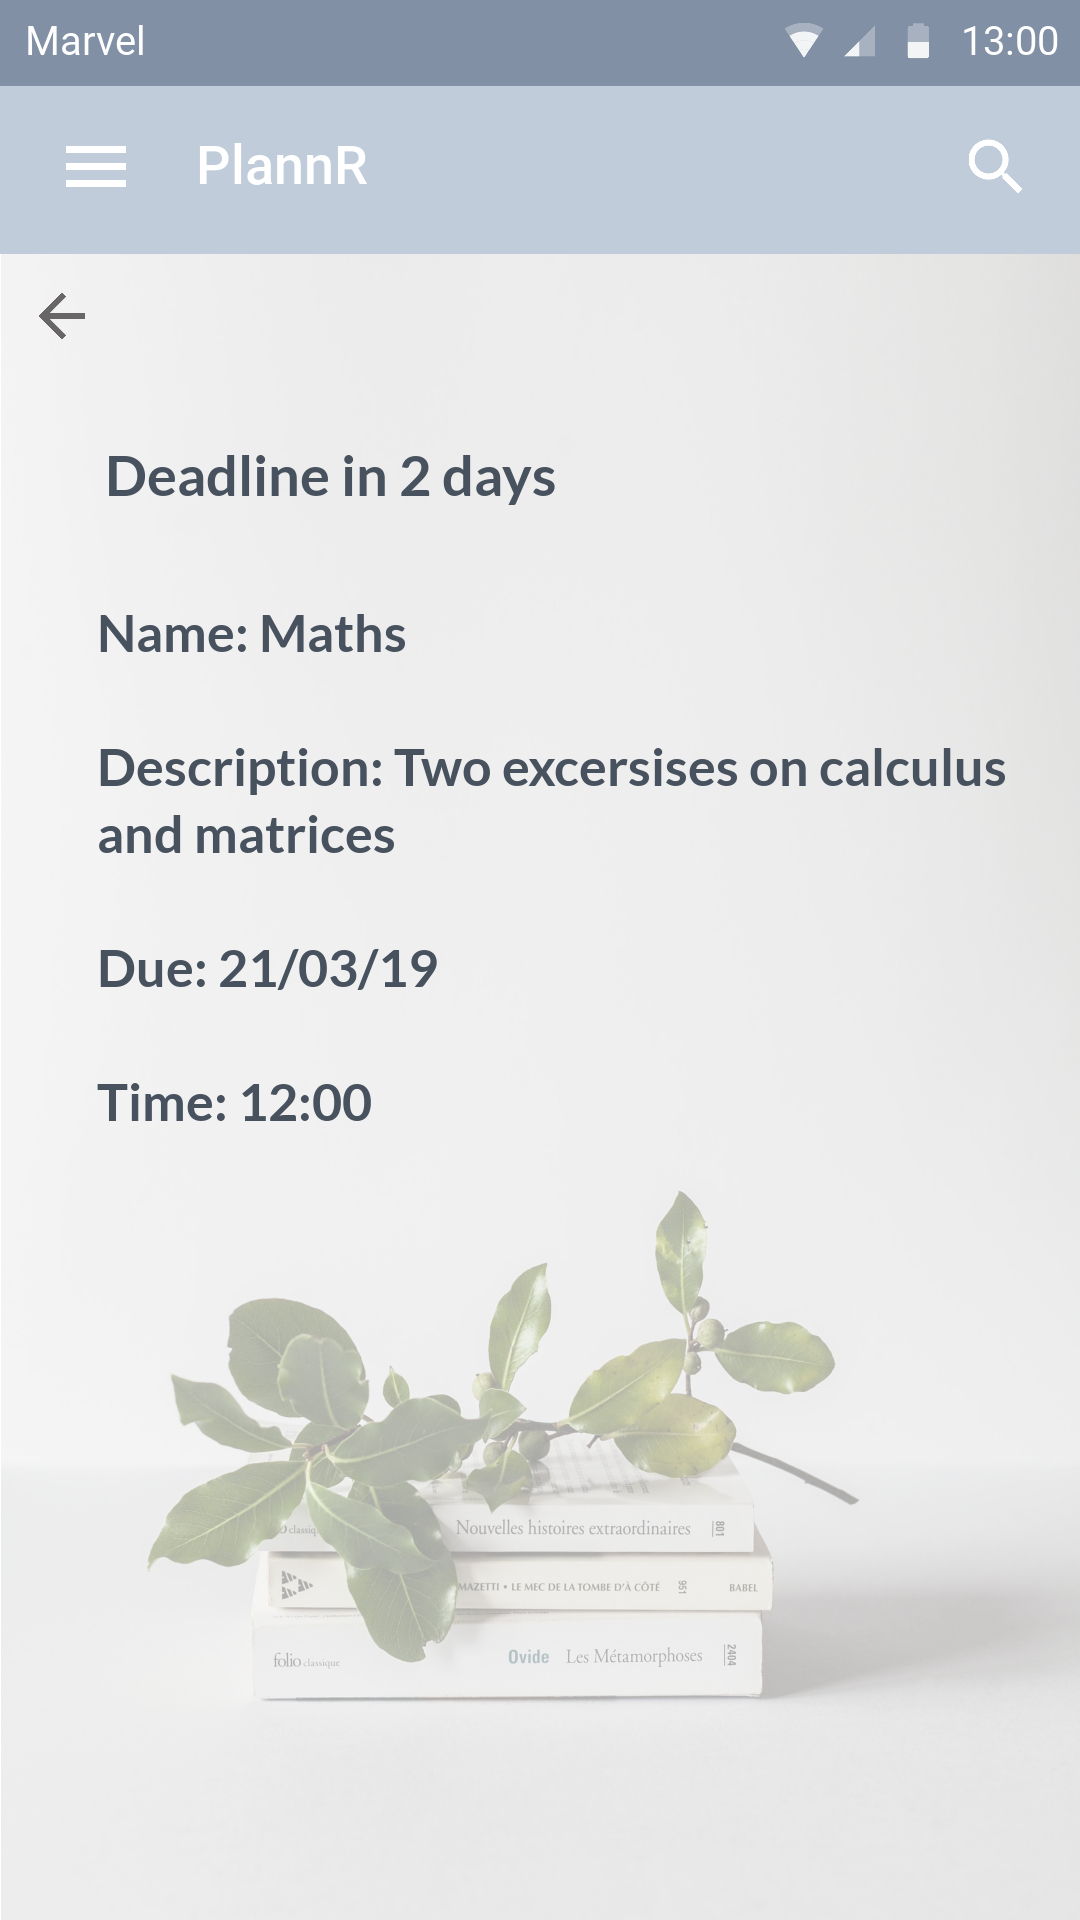 Marvel 13:00
PlannR
Deadline in 2 days
Name: Maths
Description: Two excersises on calculus
and matrices
Due: 21/03/19
Time: 12:00
classiq
Nouvelles histoires extraordinaires 801
MAZETTI • LE MEC DE LA TOMBE D'À CÔTÉ 951 BABEL
folio classique Ovide Les Métamorphoses 2404